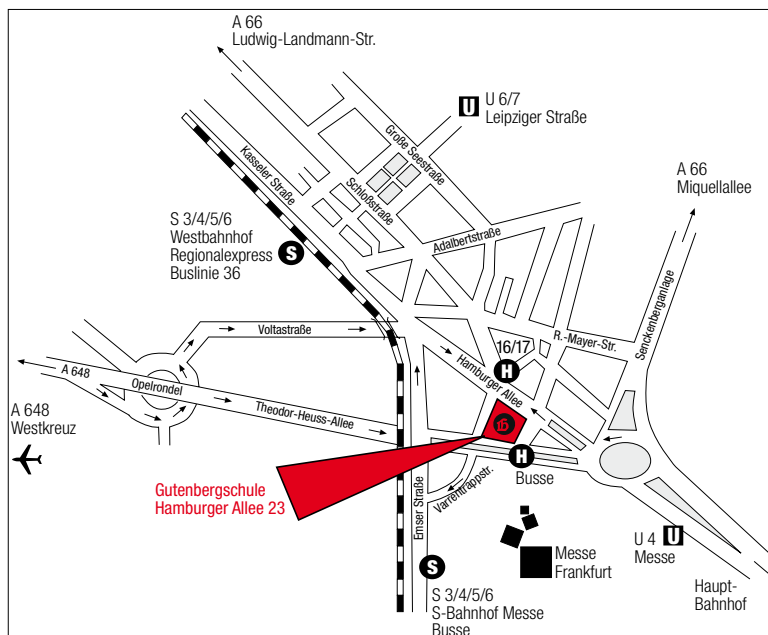 A 66
Ludwig-Landmann-Str.
U
U 6/7
Leipziger Straße
Große Seestraße
Kasseler Straße
Schloßstraße
A 66
Miquellallee
S 3/4/5/6
Westbahnhof
Regionalexpress
Buslinie 36
S
Adalbertstraße
Senckenberganlage
Voltastraße
R.-Mayer-Str.
16/17
H
Hamburger Allee
A 648
Opelrondel
Theodor-Heuss-Allee
A 648
Westkreuz
H
Busse
Gutenbergschule
Hamburger Allee 23
Varrentrappstr.
Emser Straße
U 4
Messe
U
Messe
Frankfurt
Haupt-
Bahnhof
S
S 3/4/5/6
S-Bahnhof Messe
Busse